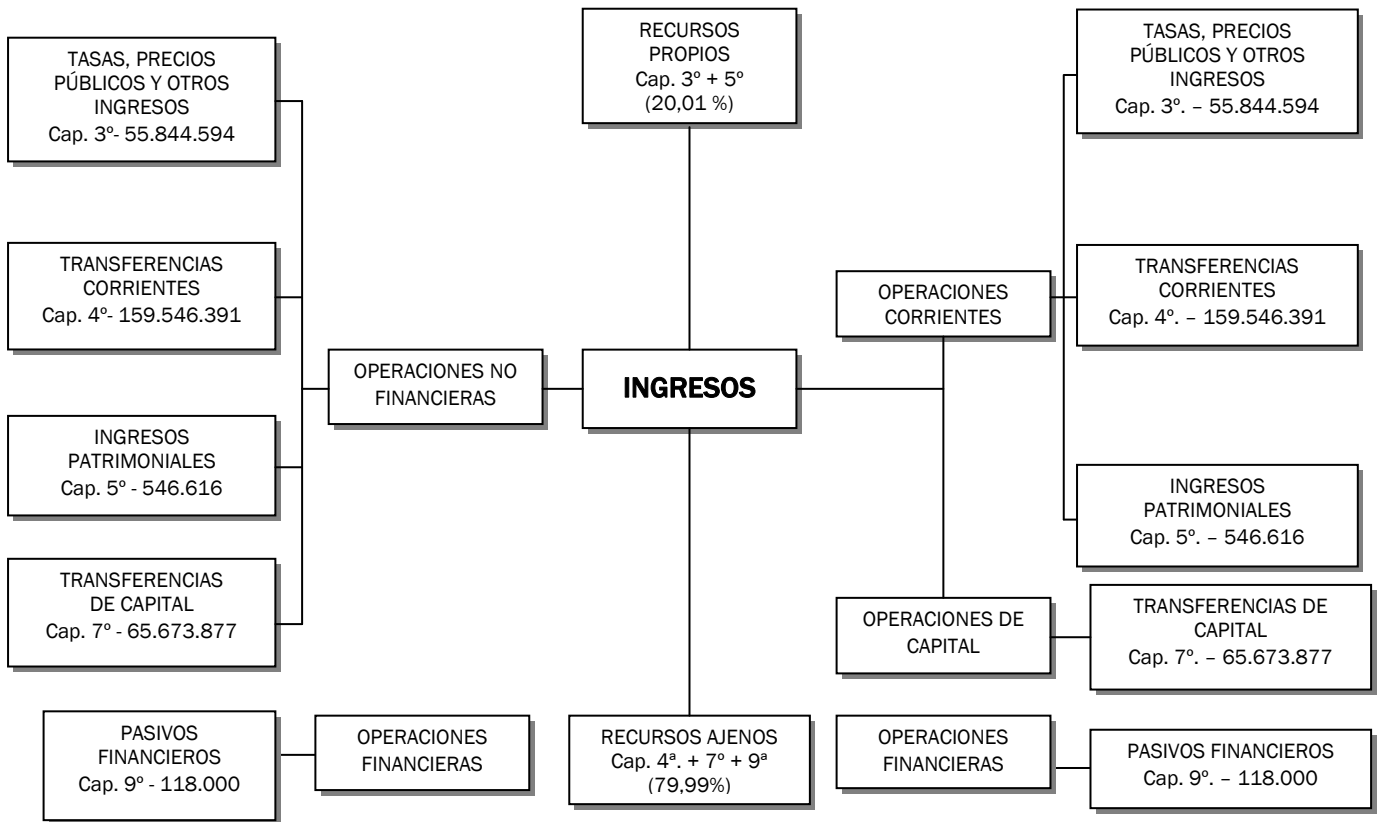 TASAS, PRECIOS
PÚBLICOS Y OTROS
INGRESOS
Cap. 3º- 55.844.594
TRANSFERENCIAS
CORRIENTES
Cap. 4º- 159.546.391
INGRESOS
PATRIMONIALES
Cap. 5º - 546.616
TRANSFERENCIAS
DE CAPITAL
Cap. 7º - 65.673.877
PASIVOS
FINANCIEROS
Cap. 9º - 118.000
OPERACIONES NO
FINANCIERAS
OPERACIONES
FINANCIERAS
RECURSOS
PROPIOS
Cap. 3º + 5º
(20,01 %)
INGRESOS
RECURSOS AJENOS
Cap. 4ª. + 7º + 9ª
(79,99%)
OPERACIONES
CORRIENTES
OPERACIONES DE
CAPITAL
OPERACIONES
FINANCIERAS
TASAS, PRECIOS
PÚBLICOS Y OTROS
INGRESOS
Cap. 3º. – 55.844.594
TRANSFERENCIAS
CORRIENTES
Cap. 4º. – 159.546.391
INGRESOS
PATRIMONIALES
Cap. 5º. – 546.616
TRANSFERENCIAS DE
CAPITAL
Cap. 7º. – 65.673.877
PASIVOS FINANCIEROS
Cap. 9º. – 118.000